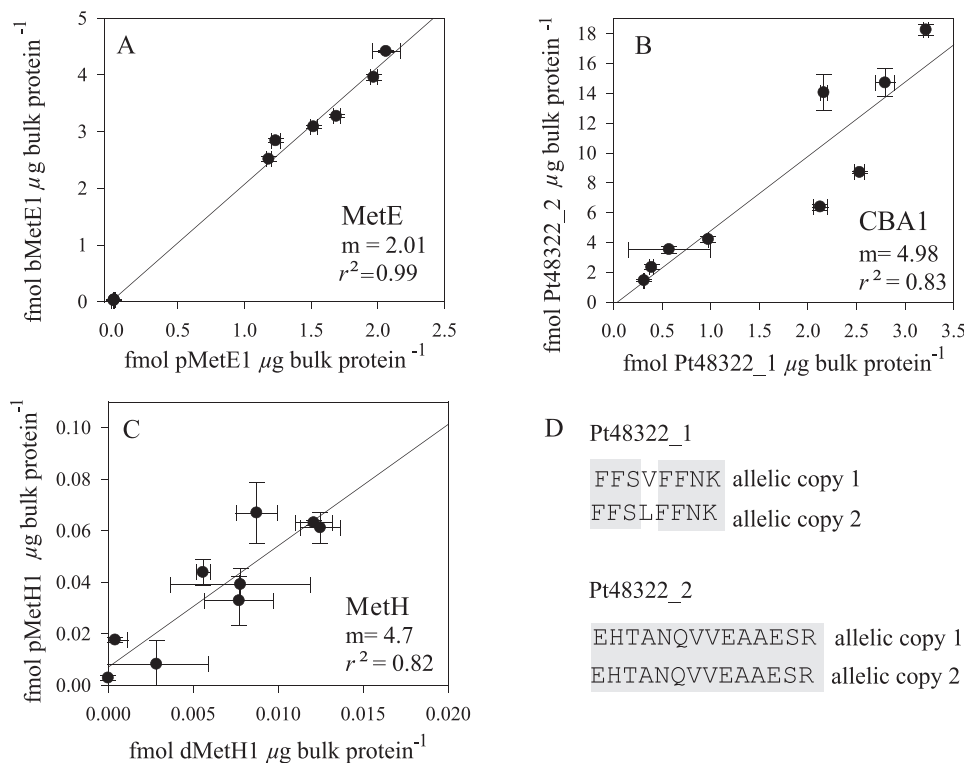 A
fmol bMetE1 µg bulk protein⁻¹
5
4
3
2
1
0
MetE
m = 2.01
r²=0.99
0.0 0.5 1.0 1.5 2.0 2.5
fmol pMetE1 µg bulk protein⁻¹
B
fmol Pt48322_2 µg bulk protein⁻¹
18
16
14
12
10
8
6
4
2
0
CBA1
m= 4.98
r² = 0.83
0.0 0.5 1.0 1.5 2.0 2.5 3.0 3.5
fmol Pt48322_1 µg bulk protein⁻¹
C
fmol pMetH1 µg bulk protein⁻¹
0.10
0.08
0.06
0.04
0.02
0.00
MetH
m= 4.7
r² = 0.82
0.000 0.005 0.010 0.015 0.020
fmol dMetH1 µg bulk protein⁻¹
D
Pt48322_1
FFSVFFNK allelic copy 1
FFSLFFNK allelic copy 2
Pt48322_2
EHTANQVVEAAESR allelic copy 1
EHTANQVVEAAESR allelic copy 2